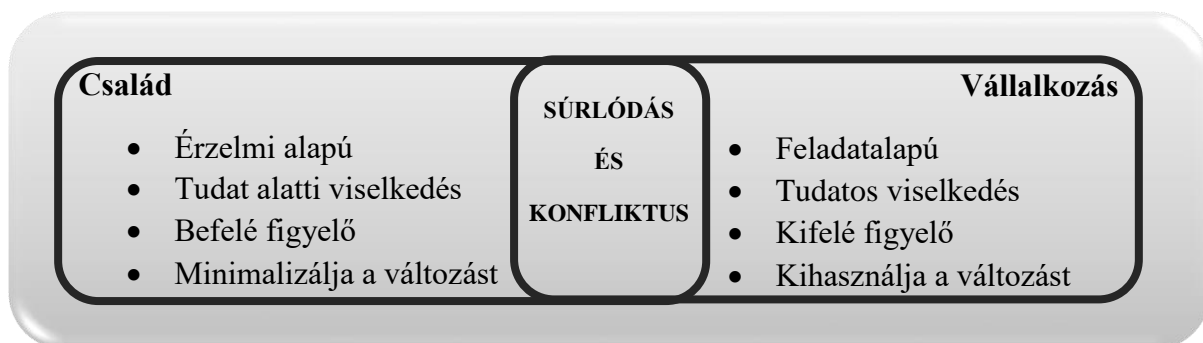 Család
• Érzelmi alapú
• Tudat alatti viselkedés
• Befelé figyelő
• Minimalizálja a változást
SÚRLÓDÁS
ÉS
KONFLIKTUS
Vállalkozás
• Feladatalapú
• Tudatos viselkedés
• Kifelé figyelő
• Kihasználja a változást